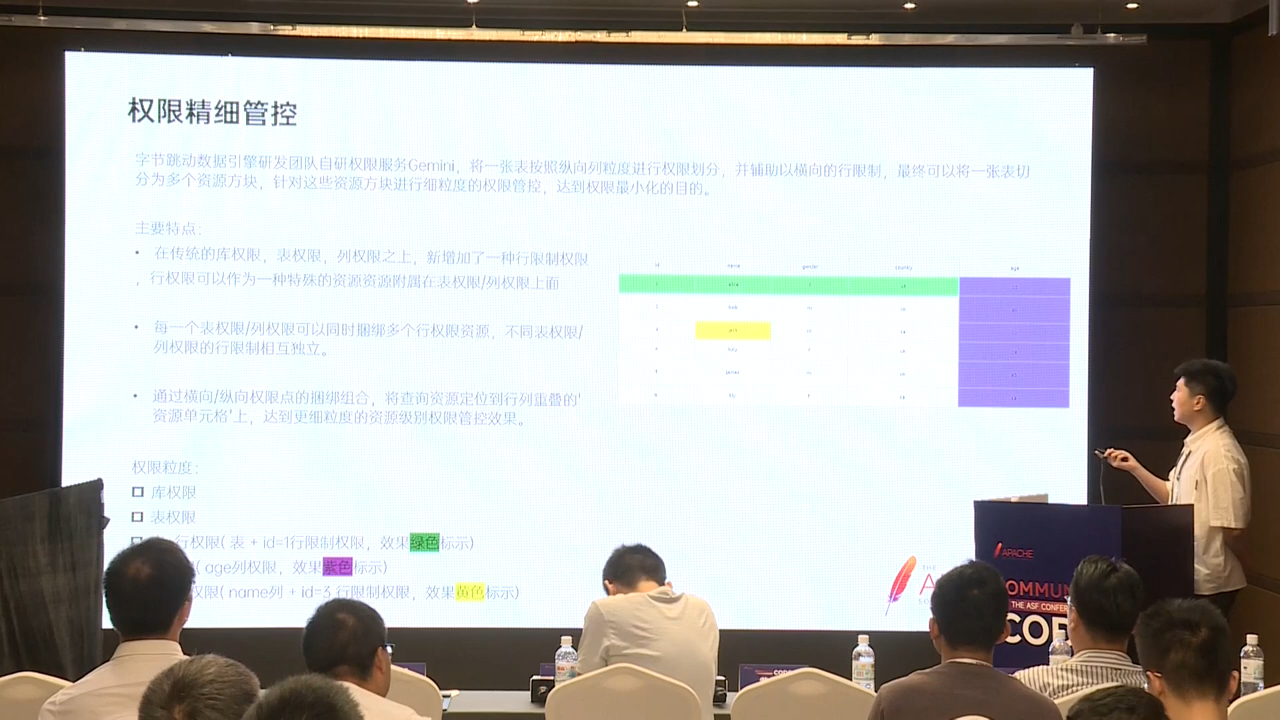 权限精细管控
字节跳动数据引擎研发团队自研权限服务Gemini，将一张表按照纵向列粒度进行权限划分，并辅助以横向的行限制，最终可以将一张表切
分为多个资源方块，针对这些资源方块进行细粒度的权限管控，达到权限最小化的目的。
主要特点：
• 在传统的库权限，表权限，列权限之上，新增加了一种行限制权限
，行权限可以作为一种特殊的资源资源附属在表权限/列权限上面
• 每一个表权限/列权限可以同时捆绑多个行权限资源，不同表权限/
列权限的行限制相互独立。
• 通过横向/纵向权限点的捆绑组合，将查询资源定位到行列重叠的'
资源单元格'上，达到更细粒度的资源级别权限管控效果。
id name gender country age
权限粒度：
库权限
表权限
行权限( 表 + id=1行限制权限，效果绿色标示)
( age列权限，效果紫色标示)
权限( name列 + id=3 行限制权限，效果黄色标示)
THE
APACHE
COMMUN
THE ASF CONFER
COD